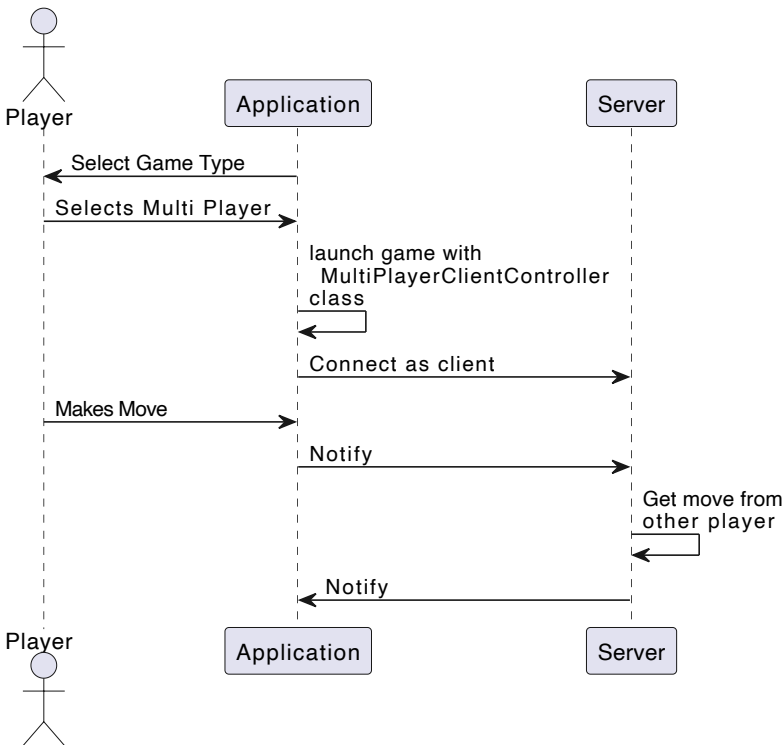 Player
Application
Server
Select Game Type
Selects Multi Player
launch game with
MultiPlayerClientController
class
Connect as client
Makes Move
Notify
Get move from
other player
Notify
Player
Application
Server